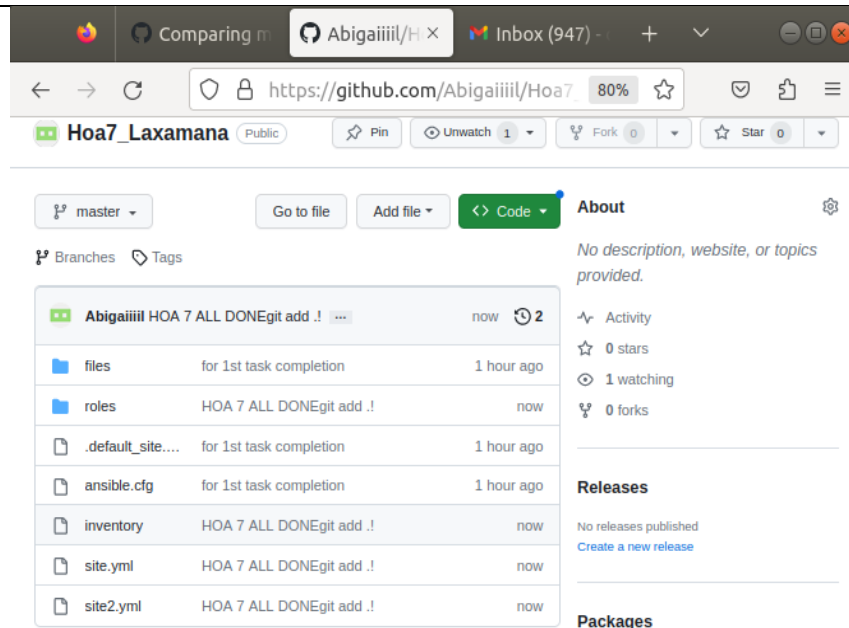 Comparing m
Abigaiiiil/H
Inbox (947) -
https://github.com/Abigaiiiil/Hoa7_ 80%
Hoa7_Laxamana Public Pin Unwatch 1 Fork 0 Star 0
master Go to file Add file <> Code
Branches Tags
Abigaiiiil HOA 7 ALL DONEgit add .! ... now 2
files for 1st task completion 1 hour ago
roles HOA 7 ALL DONEgit add .! now
.default_site.... for 1st task completion 1 hour ago
ansible.cfg for 1st task completion 1 hour ago
inventory HOA 7 ALL DONEgit add .! now
site.yml HOA 7 ALL DONEgit add .! now
site2.yml HOA 7 ALL DONEgit add .! now
About
No description, website, or topics
provided.
Activity
0 stars
1 watching
0 forks
Releases
No releases published
Create a new release
Packages